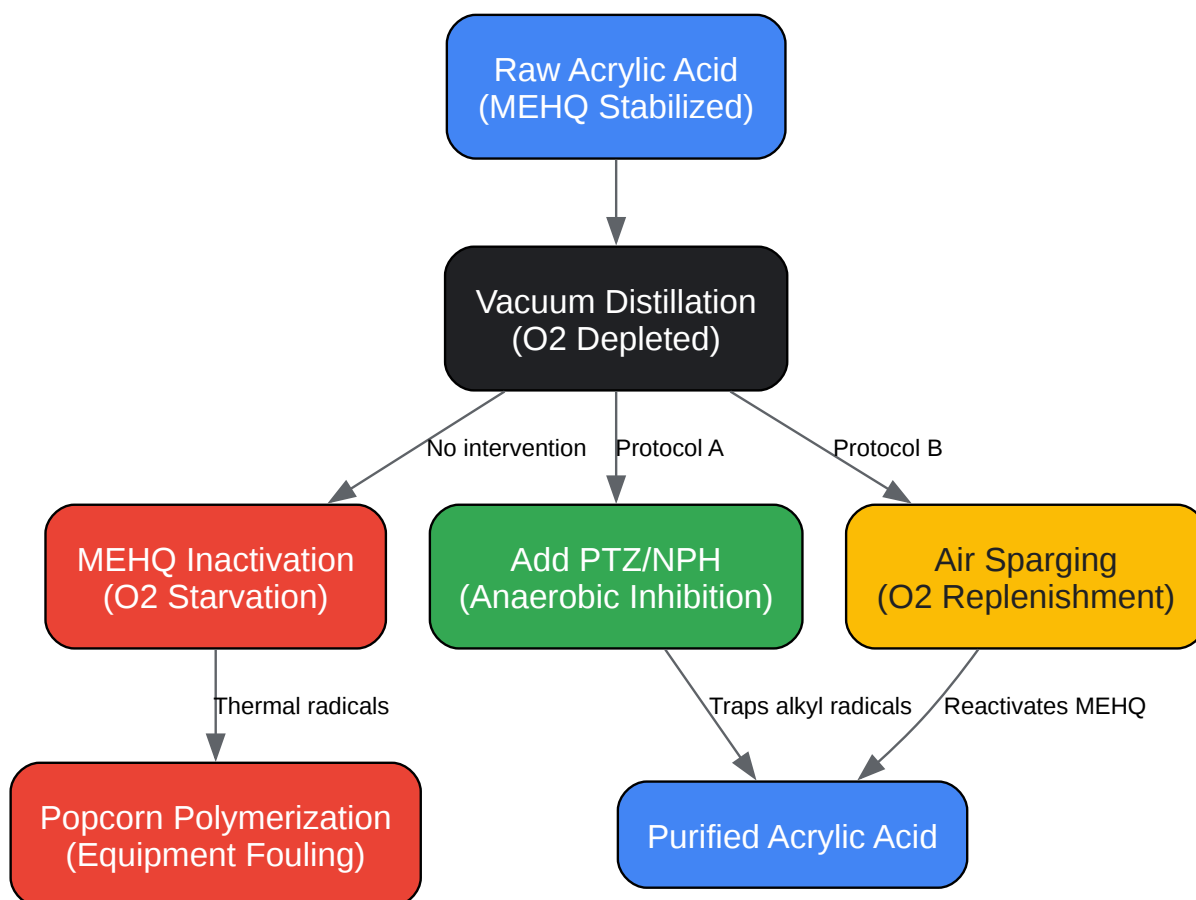 Raw Acrylic Acid
(MEHQ Stabilized)
Vacuum Distillation
(O2 Depleted)
No intervention
Protocol A
Protocol B
MEHQ Inactivation
(O2 Starvation)
Add PTZ/NPH
(Anaerobic Inhibition)
Air Sparging
(O2 Replenishment)
Thermal radicals
Traps alkyl radicals
Reactivates MEHQ
Popcorn Polymerization
(Equipment Fouling)
Purified Acrylic Acid